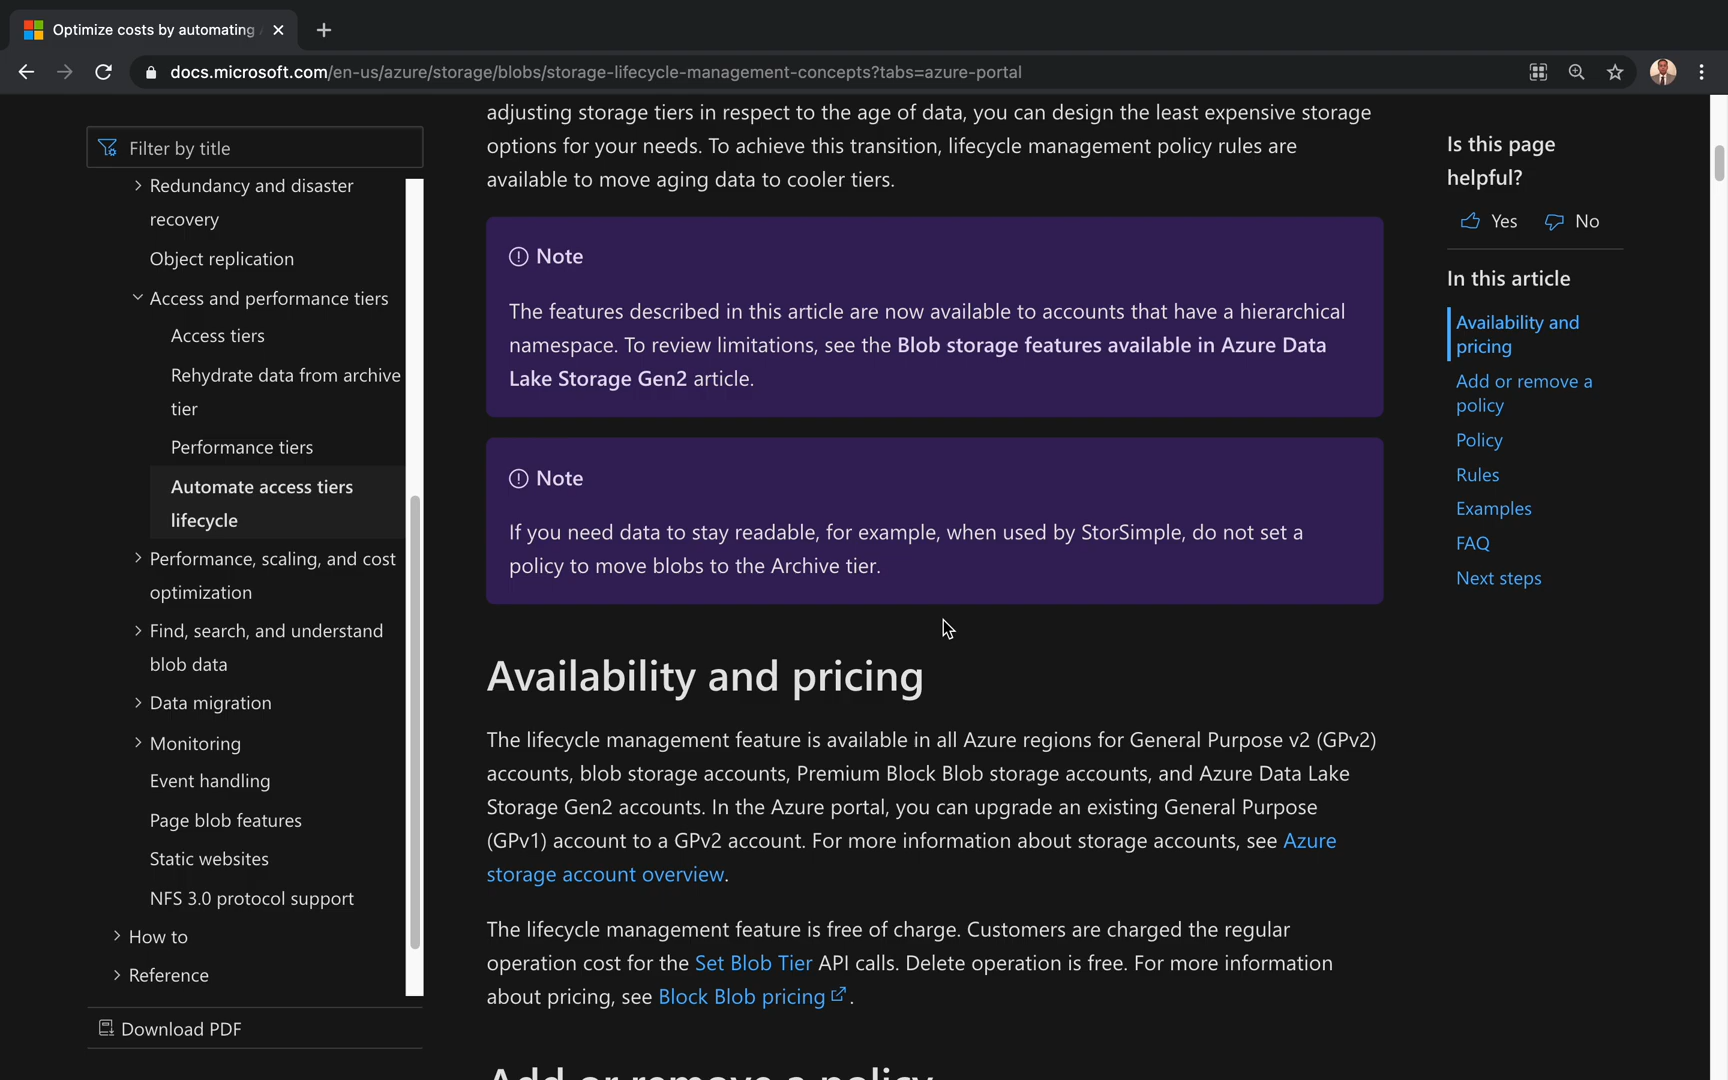 Optimize costs by automating
docs.microsoft.com/en-us/azure/storage/blobs/storage-lifecycle-management-concepts?tabs=azure-portal
Filter by title
Redundancy and disaster
recovery
Object replication
Access and performance tiers
Access tiers
Rehydrate data from archive
tier
Performance tiers
Automate access tiers
lifecycle
Performance, scaling, and cost
optimization
Find, search, and understand
blob data
Data migration
Monitoring
Event handling
Page blob features
Static websites
NFS 3.0 protocol support
How to
Reference
Download PDF
adjusting storage tiers in respect to the age of data, you can design the least expensive storage
options for your needs. To achieve this transition, lifecycle management policy rules are
available to move aging data to cooler tiers.
Note
The features described in this article are now available to accounts that have a hierarchical
namespace. To review limitations, see the Blob storage features available in Azure Data
Lake Storage Gen2 article.
Note
If you need data to stay readable, for example, when used by StorSimple, do not set a
policy to move blobs to the Archive tier.
Availability and pricing
The lifecycle management feature is available in all Azure regions for General Purpose v2 (GPv2)
accounts, blob storage accounts, Premium Block Blob storage accounts, and Azure Data Lake
Storage Gen2 accounts. In the Azure portal, you can upgrade an existing General Purpose
(GPv1) account to a GPv2 account. For more information about storage accounts, see Azure
storage account overview.
The lifecycle management feature is free of charge. Customers are charged the regular
operation cost for the Set Blob Tier API calls. Delete operation is free. For more information
about pricing, see Block Blob pricing.
Add or remove a policy
Is this page
helpful?
Yes No
In this article
Availability and
pricing
Add or remove a
policy
Policy
Rules
Examples
FAQ
Next steps